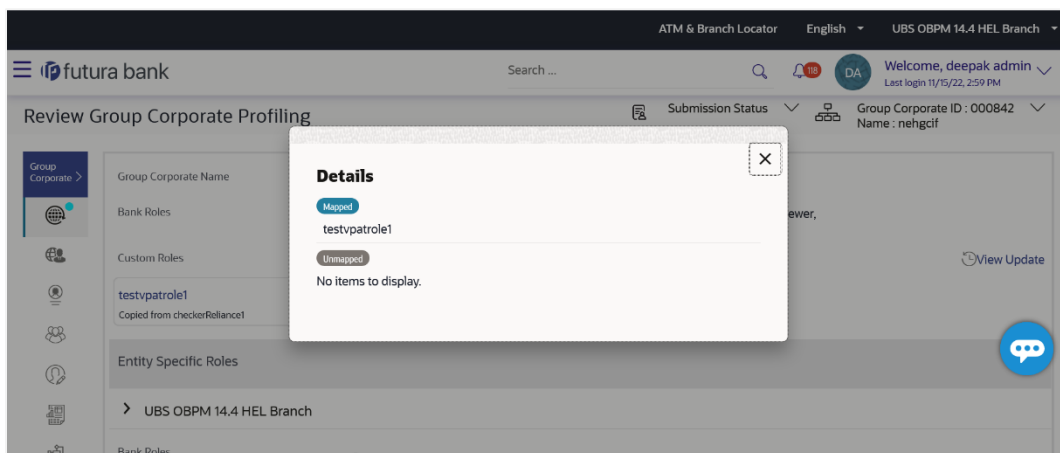 ATM & Branch Locator English UBS OBPM 14.4 HEL Branch
futura bank Search ... 118 DA Welcome, deepak admin
Last login 11/15/22, 2:59 PM
Review Group Corporate Profiling Submission Status Group Corporate ID : 000842
Name : nehgcif
Group
Corporate >
Group Corporate Name
Bank Roles
ewer,
Custom Roles
View Update
testvpatrole1
Copied from checkerReliance1
Details
Mapped
testvpatrole1
Unmapped
No items to display.
Entity Specific Roles
UBS OBPM 14.4 HEL Branch
Bank Roles